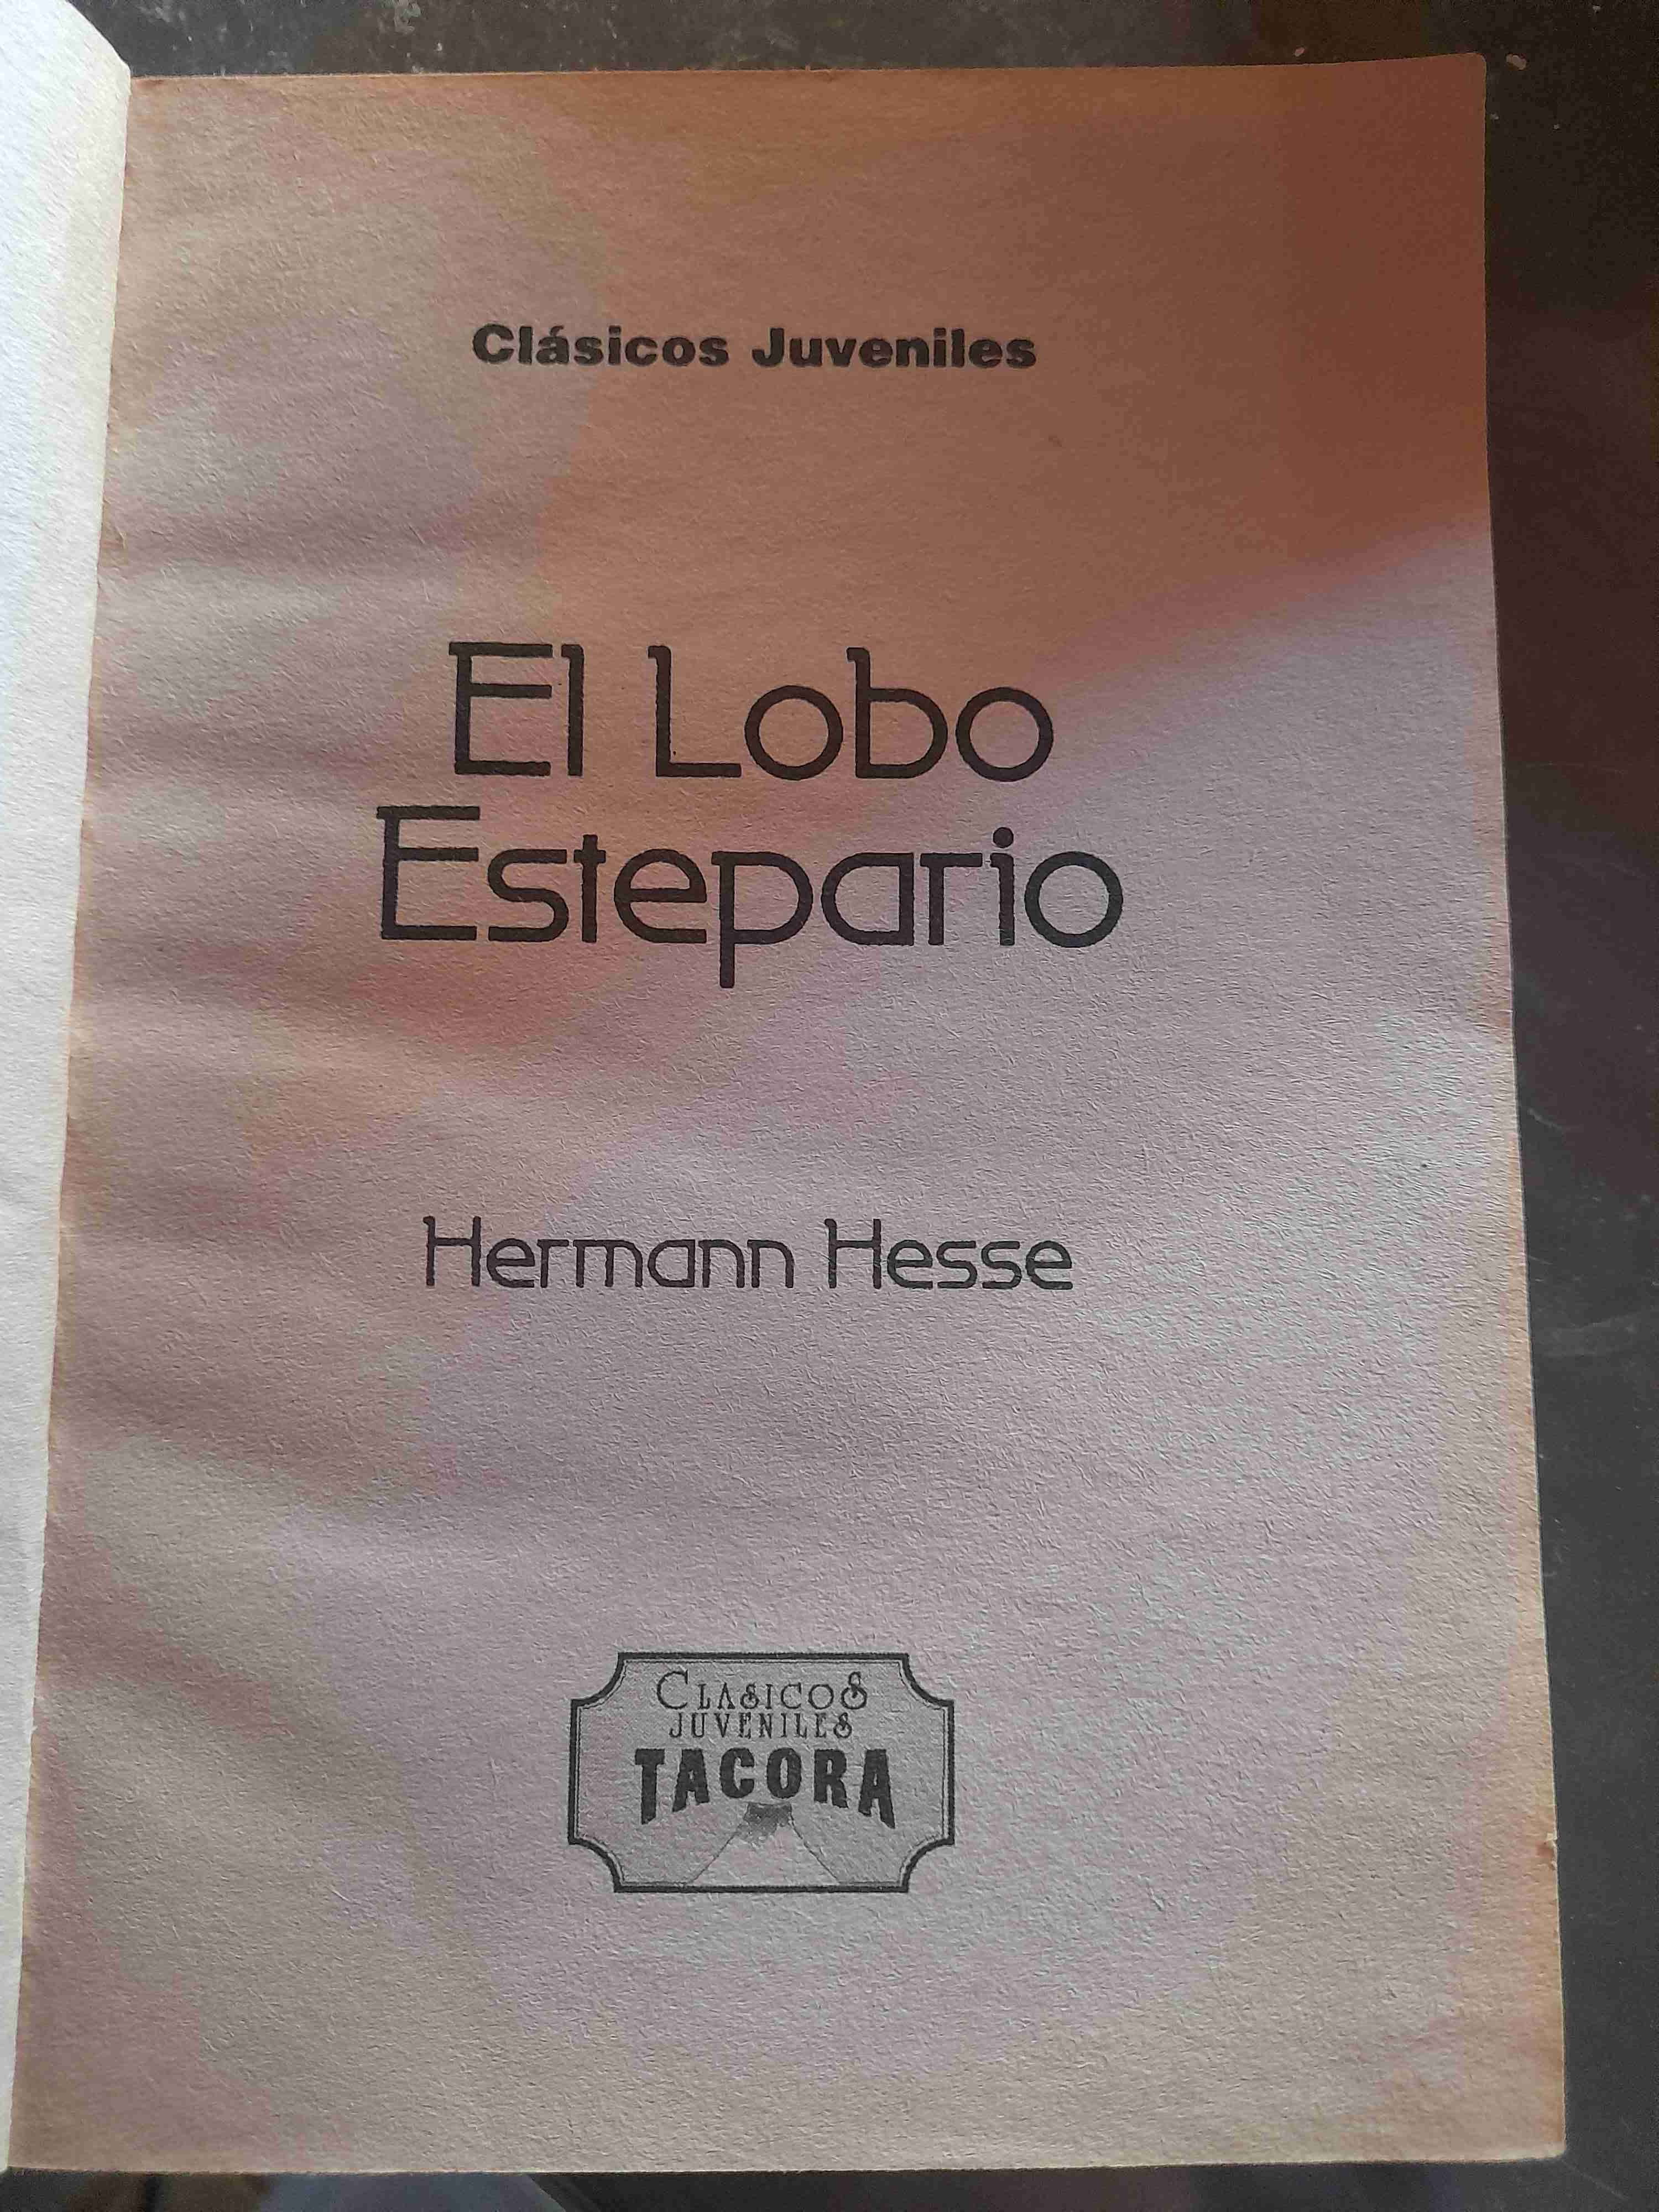 Clásicos Juveniles
El Lobo
Estepario
Hermann Hesse
CLASICOS
JUVENILES
TACORA